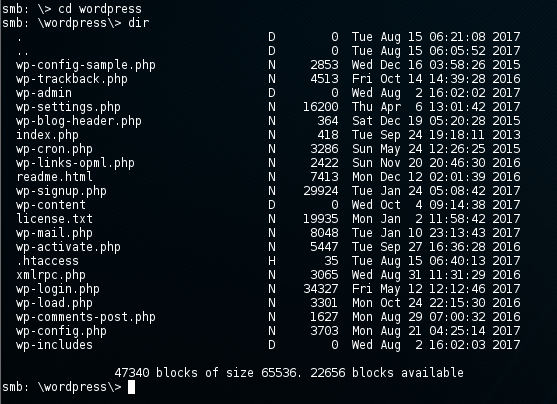 smb: \> cd wordpress
smb: \wordpress\> dir
. D 0 Tue Aug 15 06:21:08 2017
.. D 0 Tue Aug 15 06:05:52 2017
wp-config-sample.php N 2853 Wed Dec 16 03:58:26 2015
wp-trackback.php N 4513 Fri Oct 14 14:39:28 2016
wp-admin D 0 Wed Aug 2 16:02:02 2017
wp-settings.php N 16200 Thu Apr 6 13:01:42 2017
wp-blog-header.php N 364 Sat Dec 19 05:20:28 2015
index.php N 418 Tue Sep 24 19:18:11 2013
wp-cron.php N 3286 Sun May 24 12:26:25 2015
wp-links-opml.php N 2422 Sun Nov 20 20:46:30 2016
readme.html N 7413 Mon Dec 12 02:01:39 2016
wp-signup.php N 29924 Tue Jan 24 05:08:42 2017
wp-content D 0 Wed Oct 4 09:14:38 2017
license.txt N 19935 Mon Jan 2 11:58:42 2017
wp-mail.php N 8048 Tue Jan 10 23:13:43 2017
wp-activate.php N 5447 Tue Sep 27 16:36:28 2016
.htaccess H 35 Tue Aug 15 06:40:13 2017
xmlrpc.php N 3065 Wed Aug 31 11:31:29 2016
wp-login.php N 34327 Fri May 12 12:12:46 2017
wp-load.php N 3301 Mon Oct 24 22:15:30 2016
wp-comments-post.php N 1627 Mon Aug 29 07:00:32 2016
wp-config.php N 3703 Mon Aug 21 04:25:14 2017
wp-includes D 0 Wed Aug 2 16:02:03 2017
47340 blocks of size 65536. 22656 blocks available
smb: \wordpress\>